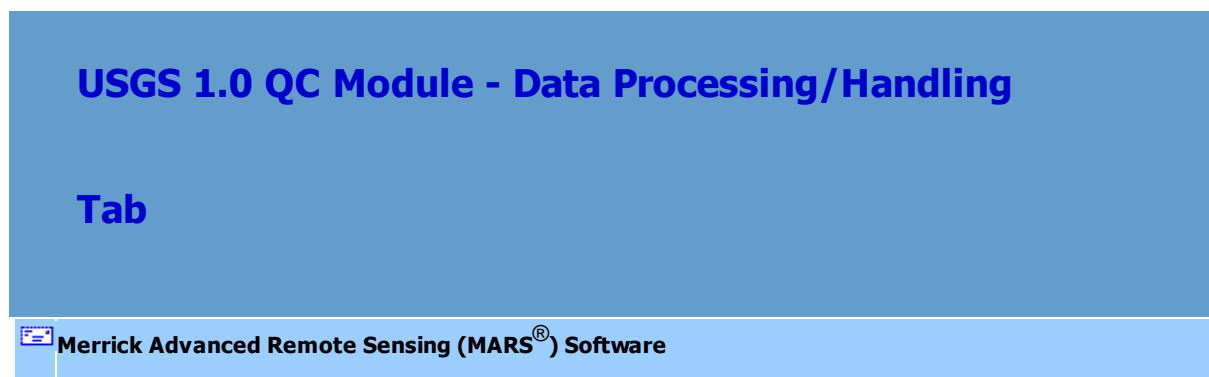 USGS 1.0 QC Module - Data Processing/Handling
Tab
Merrick Advanced Remote Sensing (MARS®) Software